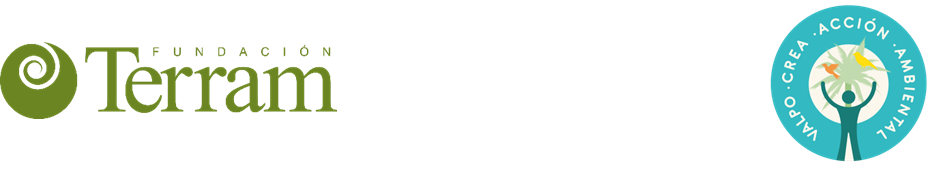 FUNDACIÓN
Terram
VALPO · CREA · ACCIÓN · AMBIENTAL